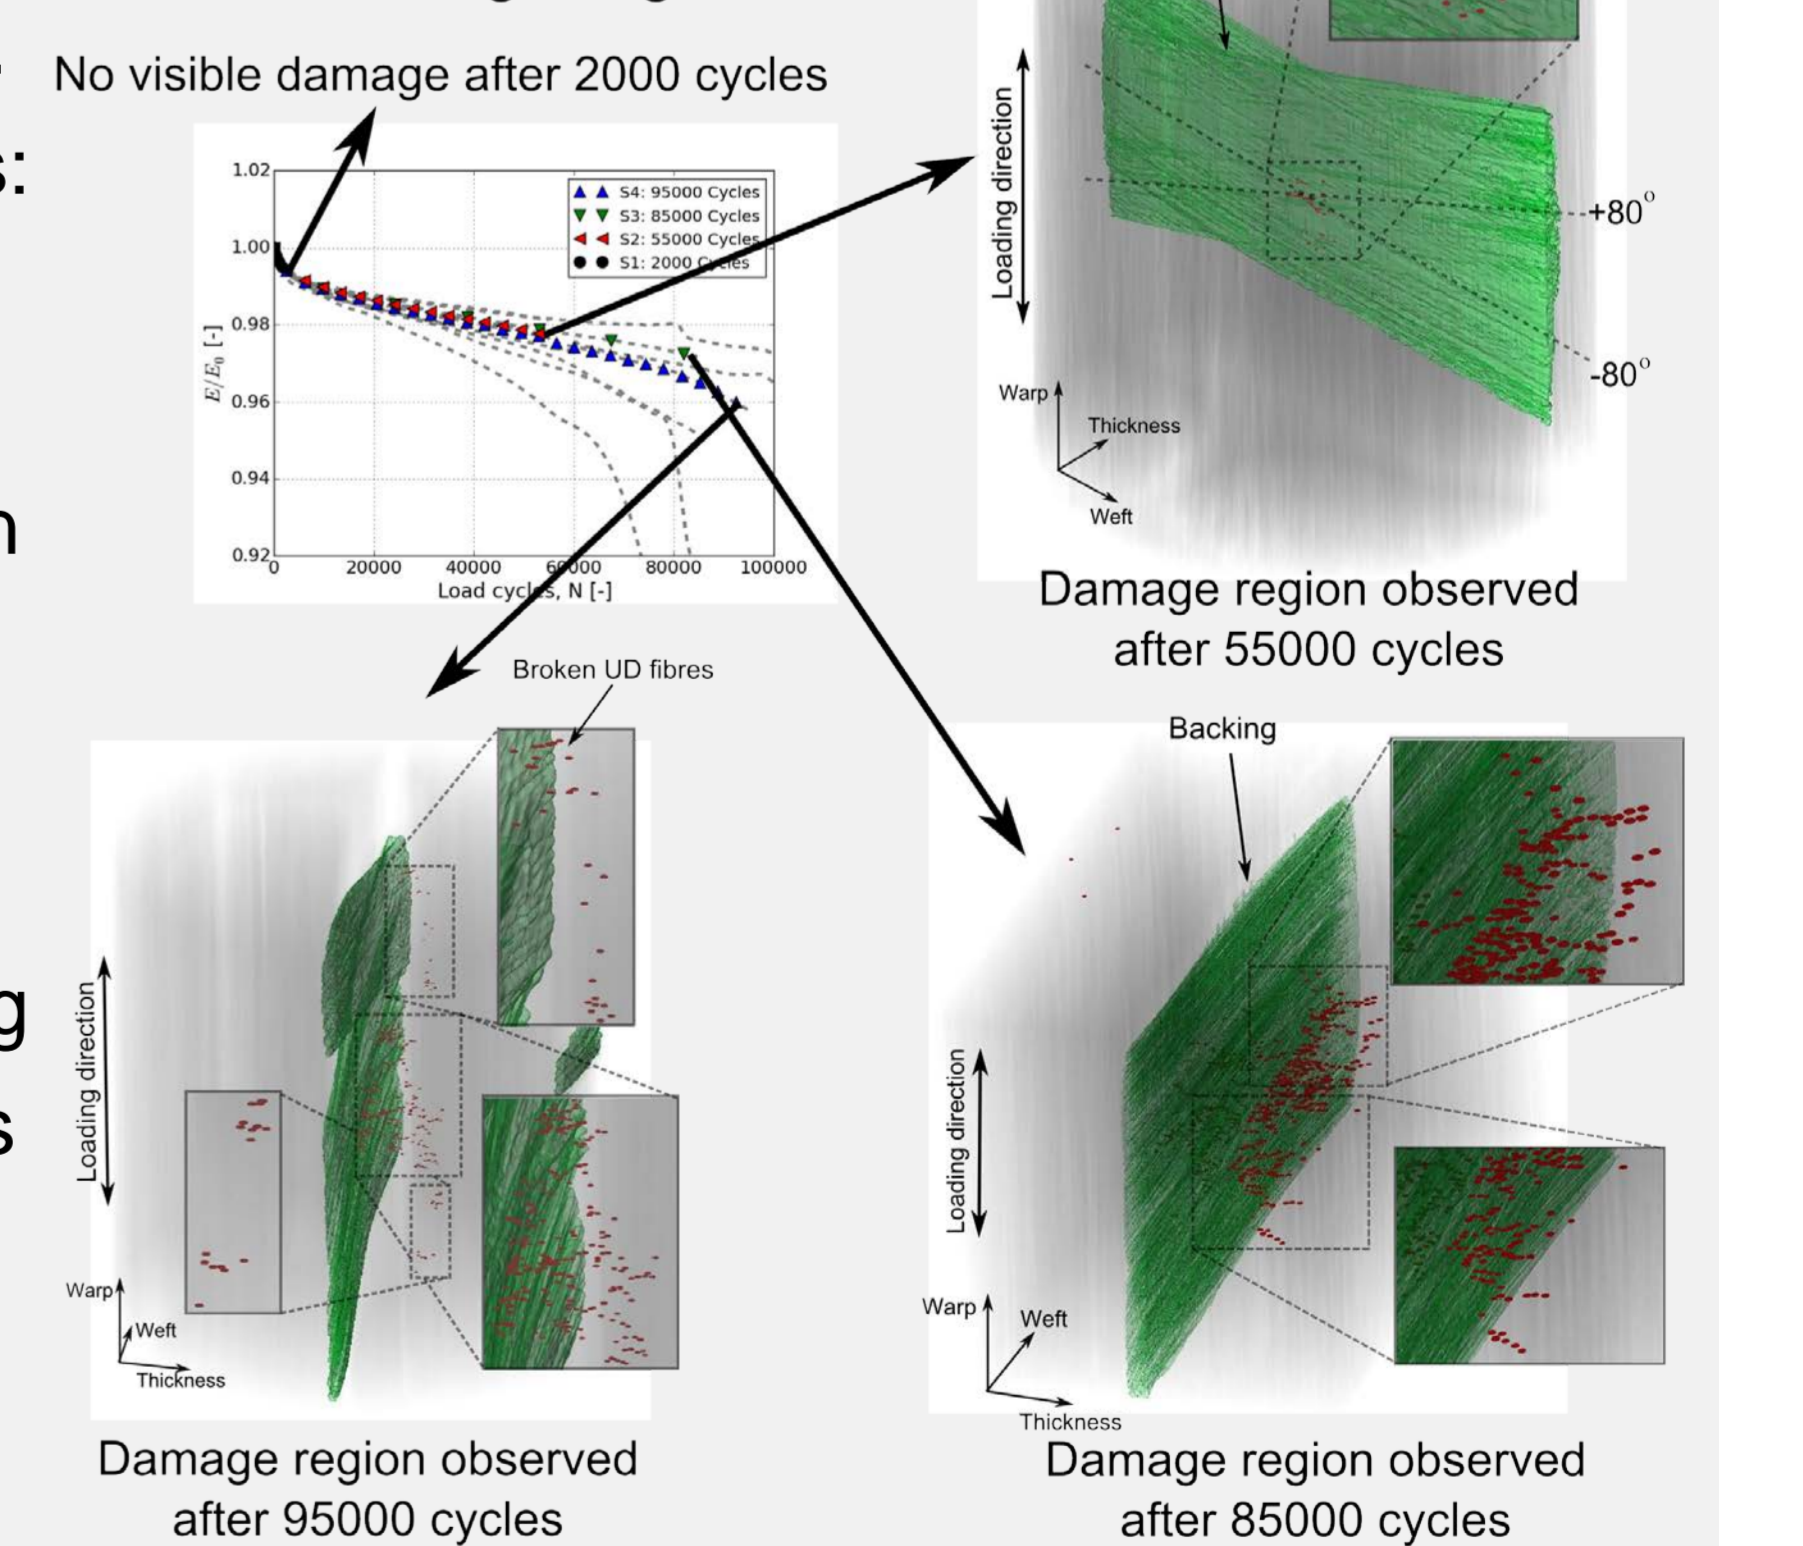 s:
g
s
No visible damage after 2000 cycles
1.02
1.00
0.98
0.96
0.94
0.92
E/E₀ [-]
0
20000
40000
60000
80000
100000
Load cycles, N [-]
S4: 95000 Cycles
S3: 85000 Cycles
S2: 55000 Cycles
S1: 2000 Cycles
Loading direction
+80°
-80°
Warp
Thickness
Weft
Damage region observed
after 55000 cycles
Broken UD fibres
Loading direction
Warp
Weft
Thickness
Damage region observed
after 95000 cycles
Backing
Loading direction
Warp
Weft
Thickness
Damage region observed
after 85000 cycles